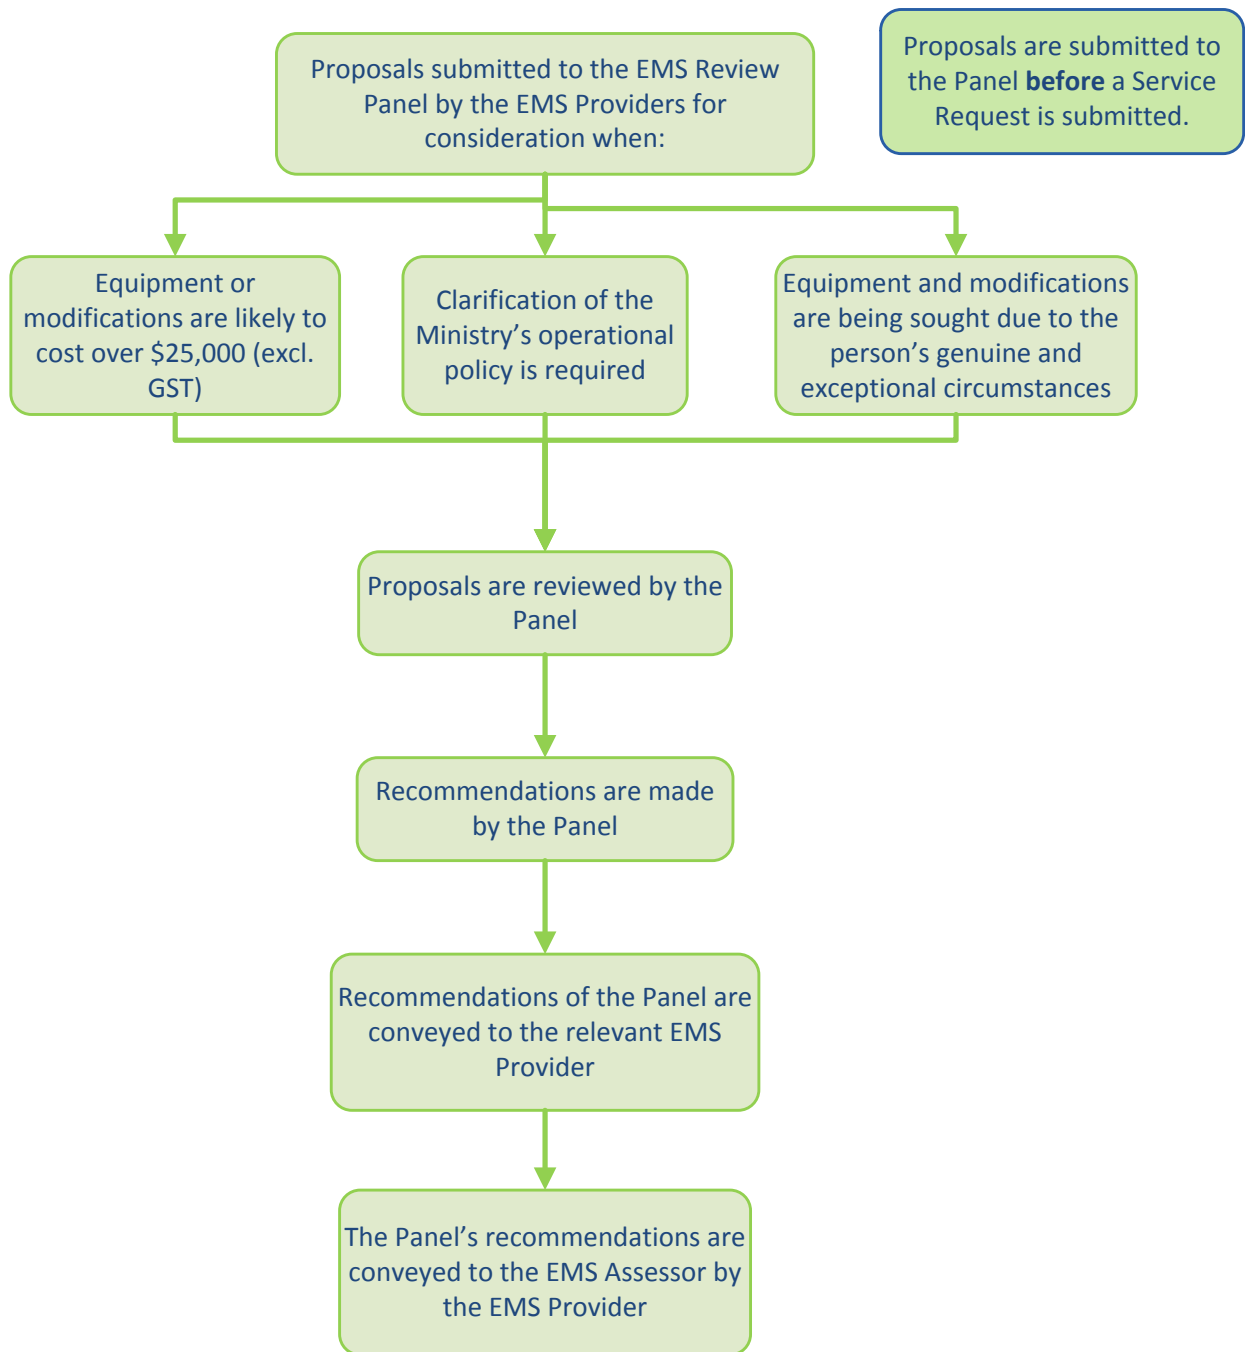 Proposals submitted to the EMS Review
Panel by the EMS Providers for
consideration when:
Proposals are submitted to
the Panel before a Service
Request is submitted.
Equipment or
modifications are likely to
cost over $25,000 (excl.
GST)
Clarification of the
Ministry’s operational
policy is required
Equipment and modifications
are being sought due to the
person’s genuine and
exceptional circumstances
Proposals are reviewed by the
Panel
Recommendations are made
by the Panel
Recommendations of the Panel are
conveyed to the relevant EMS
Provider
The Panel’s recommendations are
conveyed to the EMS Assessor by
the EMS Provider